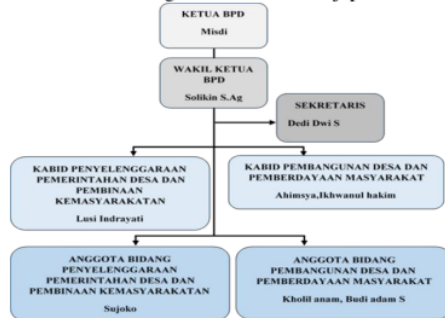 KETUA BPD
Misdi
WAKIL KETUA
BPD
Solikin S.Ag
SEKRETARIS
Dedi Dwi S
KABID PENYELENGGARAAN
PEMERINTAHAN DESA DAN
PEMBINAAN
KEMASYARAKATAN
Lusi Indrayati
KABID PEMBANGUNAN DESA DAN
PEMBERDAYAAN MASYARAKAT
Ahimsya,Ikhwanul hakim
ANGGOTA BIDANG
PENYELENGGARAAN
PEMERINTAHAN DESA DAN
PEMBINAAN KEMASYARAKATAN
Sujoko
ANGGOTA BIDANG
PEMBANGUNAN DESA DAN
PEMBERDAYAAN MASYARAKAT
Kholil anam, Budi adam S